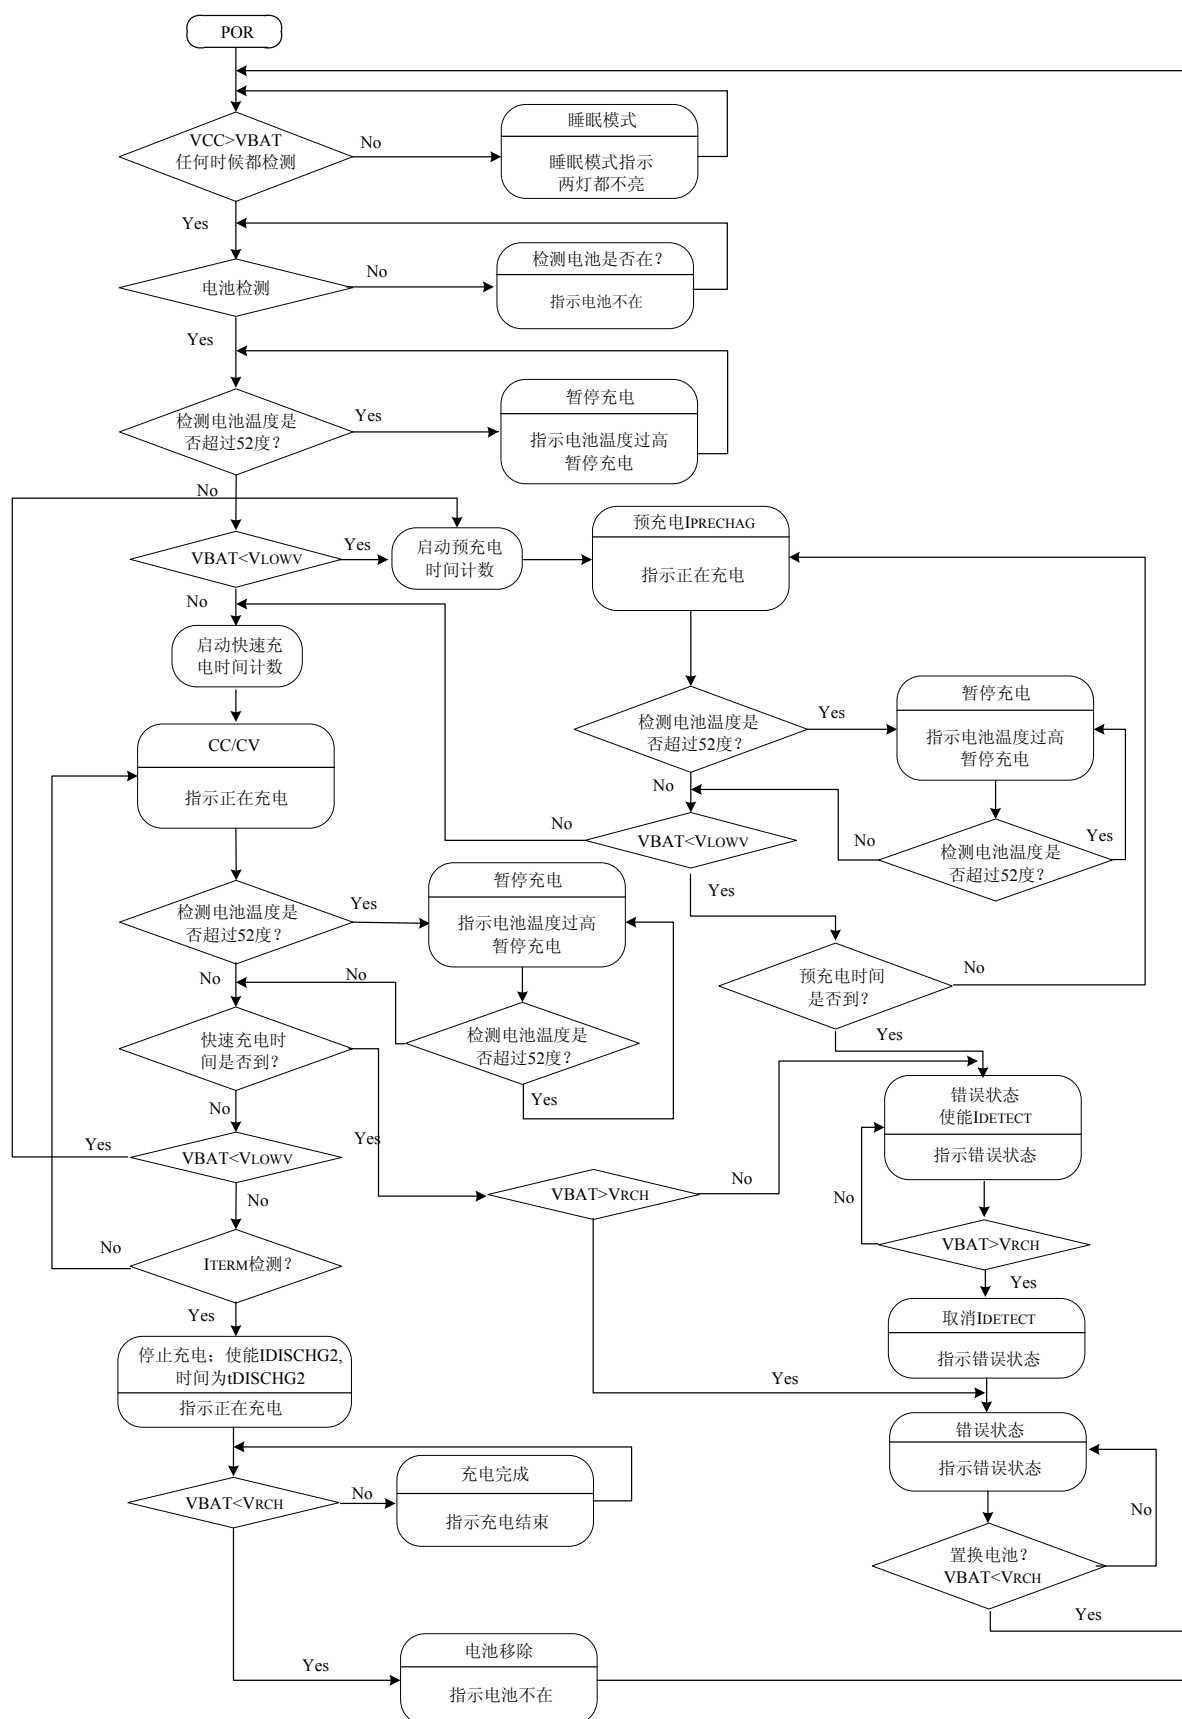 POR
VCC>VBAT
任何时候都检测
No
睡眠模式
睡眠模式指示
两灯都不亮
Yes
电池检测
No
检测电池是否在？
指示电池不在
Yes
检测电池温度是
否超过52度？
Yes
暂停充电
指示电池温度过高
暂停充电
No
VBAT<VLOWV
Yes
启动预充电
时间计数
预充电IPRECHAG
指示正在充电
No
启动快速充
电时间计数
CC/CV
指示正在充电
检测电池温度是
否超过52度？
Yes
暂停充电
指示电池温度过高
暂停充电
No
VBAT<VLOWV
No
No
检测电池温度是
否超过52度？
Yes
Yes
检测电池温度是
否超过52度？
Yes
暂停充电
指示电池温度过高
暂停充电
No
No
预充电时间
是否到？
No
Yes
快速充电时
间是否到？
检测电池温度是
否超过52度？
Yes
No
Yes
Yes
VBAT<VLOWV
No
错误状态
使能IDETECT
指示错误状态
No
VBAT>VRCH
No
VBAT>VRCH
Yes
No
ITERM检测？
Yes
取消IDETECT
指示错误状态
停止充电；使能IDISCHG2,
时间为tDISCHG2
指示正在充电
Yes
错误状态
指示错误状态
No
VBAT<VRCH
No
充电完成
指示充电结束
置换电池？
VBAT<VRCH
Yes
Yes
电池移除
指示电池不在